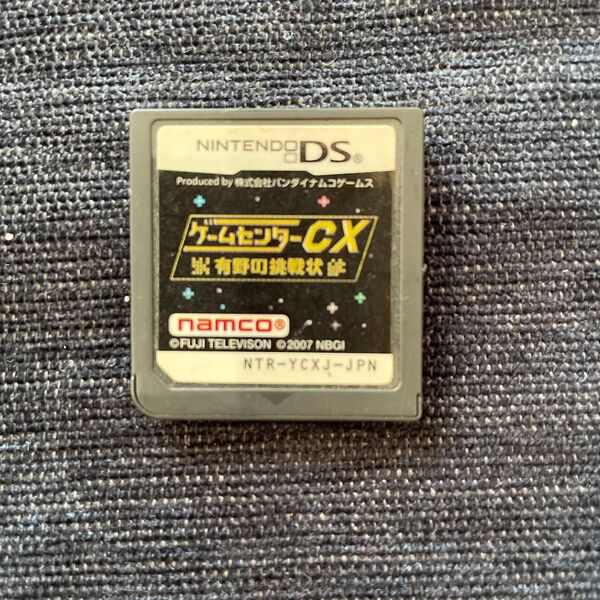 NINTENDO DS®
Produced by 株式会社バンダイナムコゲームス
ゲームセンターCX
有野の挑戦状
namco®
©FUJI TELEVISON ©2007 NBGI
NTR-YCXJ-JPN